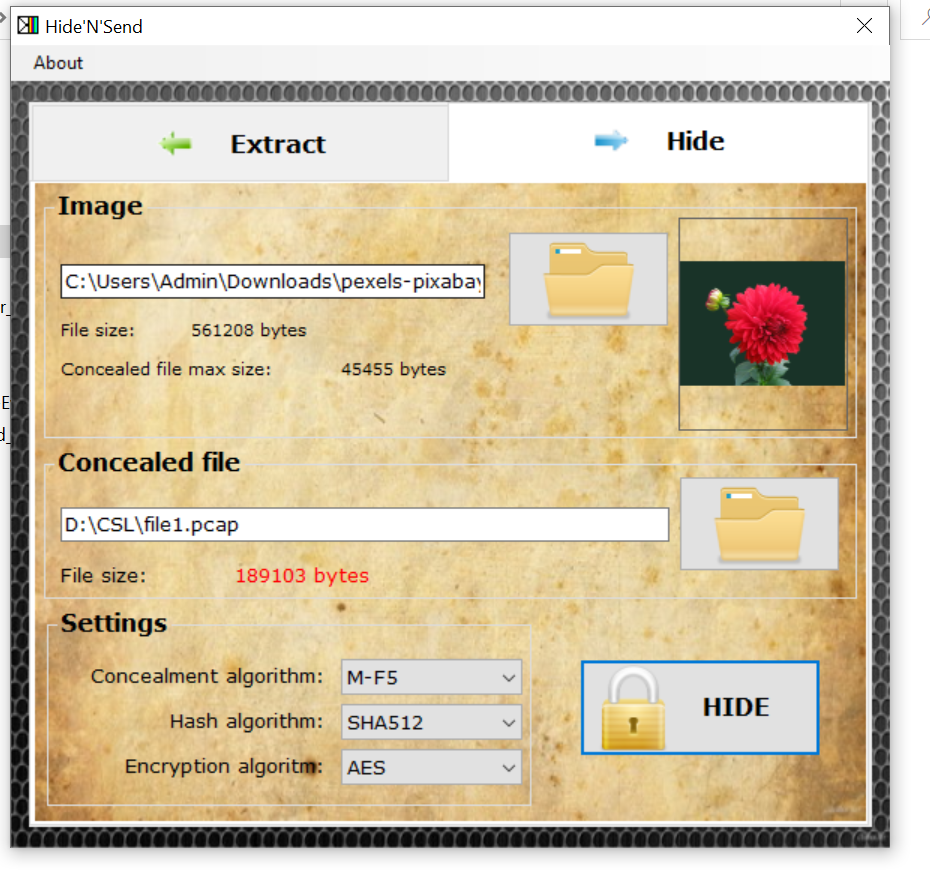 Hide'N'Send
About
Extract
Hide
Image
C:\Users\Admin\Downloads\pexels-pixabay
File size: 561208 bytes
Concealed file max size: 45455 bytes
Concealed file
D:\CSL\file1.pcap
File size: 189103 bytes
Settings
Concealment algorithm: M-F5
Hash algorithm: SHA512
Encryption algoritm: AES
HIDE